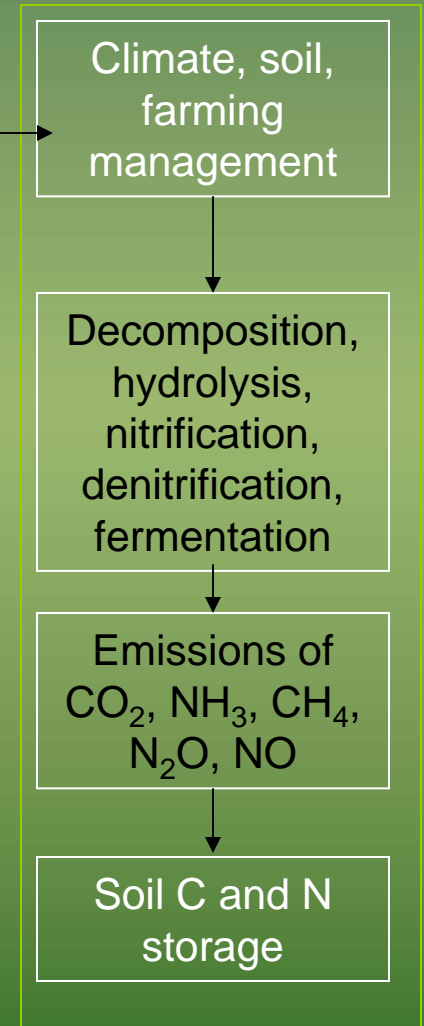 Climate, soil,
farming
management
Decomposition,
hydrolysis,
nitrification,
denitrification,
fermentation
Emissions of
CO₂, NH₃, CH₄,
N₂O, NO
Soil C and N
storage